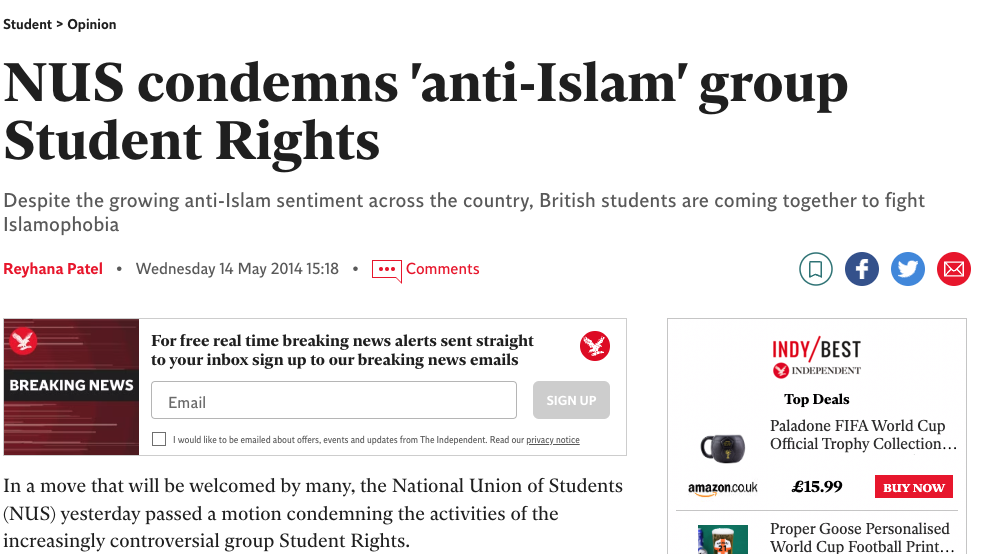 Student > Opinion
NUS condemns 'anti-Islam' group
Student Rights
Despite the growing anti-Islam sentiment across the country, British students are coming together to fight
Islamophobia
Reyhana Patel • Wednesday 14 May 2014 15:18 • Comments
BREAKING NEWS
For free real time breaking news alerts sent straight
to your inbox sign up to our breaking news emails
Email
SIGN UP
I would like to be emailed about offers, events and updates from The Independent. Read our privacy notice
In a move that will be welcomed by many, the National Union of Students
(NUS) yesterday passed a motion condemning the activities of the
increasingly controversial group Student Rights.
INDY/BEST
INDEPENDENT
Top Deals
Paladone FIFA World Cup
Official Trophy Collection…
amazon.co.uk
£15.99
BUY NOW
Proper Goose Personalised
World Cup Football Print…